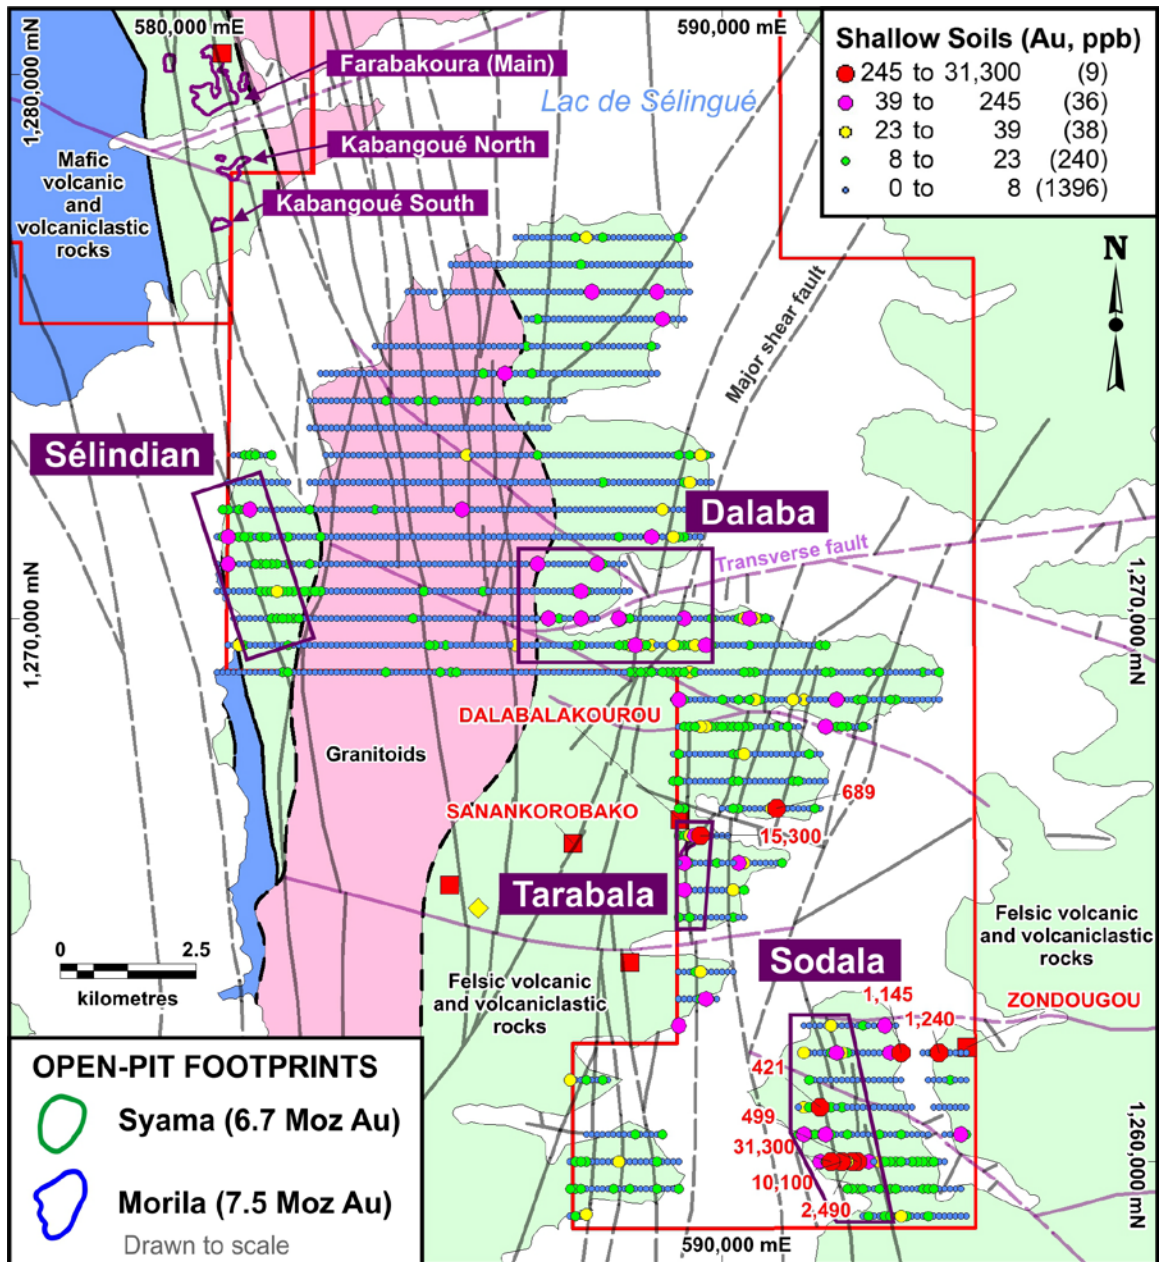 580,000 mE
590,000 mE
1,280,000 mN
Shallow Soils (Au, ppb)
245 to 31,300 (9)
39 to 245 (36)
23 to 39 (38)
8 to 23 (240)
0 to 8 (1396)
Farabakoura (Main)
Lac de Sélingué
Kabangoué North
Kabangoué South
Mafic
volcanic
and
volcaniclastic
rocks
N
Major shear fault
Sélindian
Dalaba
Transverse fault
1,270,000 mN
1,270,000 mN
DALABALAKOUROU
Granitoids
689
SANANKOROBAKO
15,300
Tarabala
0 2.5
kilometres
Felsic volcanic
and volcaniclastic
rocks
Felsic volcanic
and volcaniclastic
rocks
Sodala
ZONDOUGOU
1,145
1,240
421
499
31,300
10,100
2,490
1,260,000 mN
OPEN-PIT FOOTPRINTS
Syama (6.7 Moz Au)
Morila (7.5 Moz Au)
Drawn to scale
590,000 mE